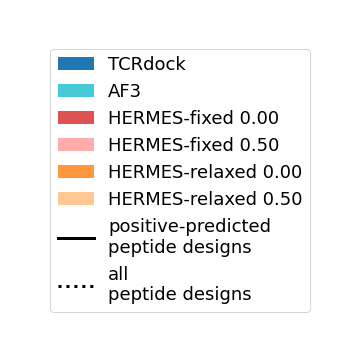 TCRdock
AF3
HERMES-fixed 0.00
HERMES-fixed 0.50
HERMES-relaxed 0.00
HERMES-relaxed 0.50
positive-predicted
peptide designs
all
peptide designs